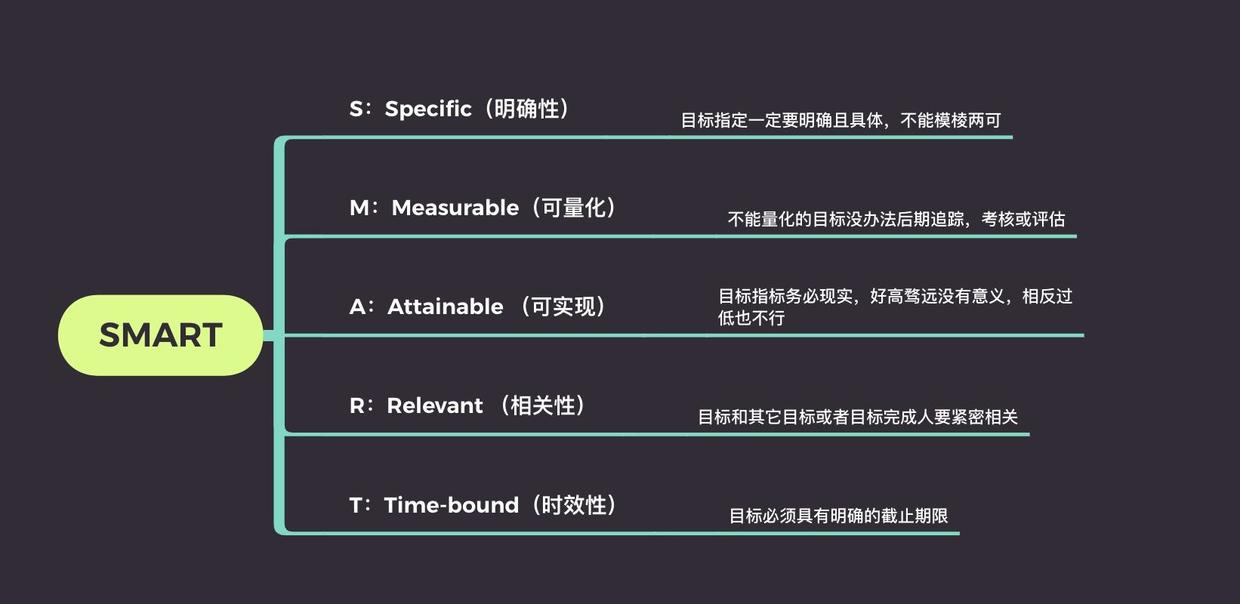 SMART
S：Specific（明确性）
目标指定一定要明确且具体，不能模棱两可
M：Measurable（可量化）
不能量化的目标没办法后期追踪，考核或评估
A：Attainable （可实现）
目标指标务必现实，好高骛远没有意义，相反过
低也不行
R：Relevant （相关性）
目标和其它目标或者目标完成人要紧密相关
T：Time-bound（时效性）
目标必须具有明确的截止期限